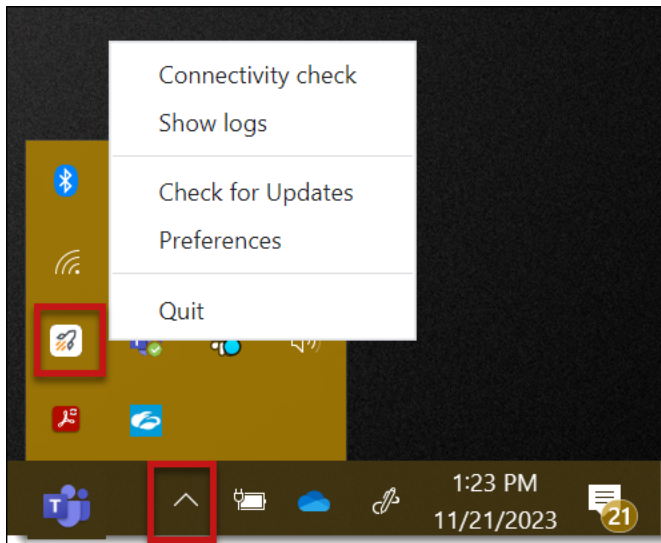 Connectivity check
Show logs
Check for Updates
Preferences
Quit
T
1:23 PM
11/21/2023
21